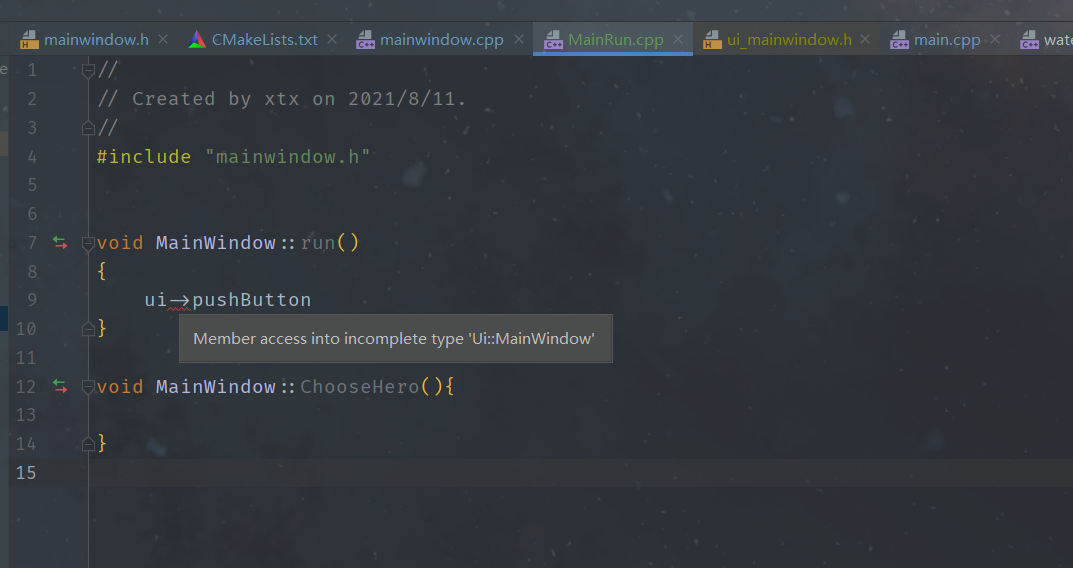 mainwindow.h CMakeLists.txt mainwindow.cpp MainRun.cpp ui_mainwindow.h main.cpp
1 //
2 // Created by xtx on 2021/8/11.
3 //
4 #include "mainwindow.h"
5
6
7 void MainWindow::run()
8 {
9 ui->pushButton
10 }
Member access into incomplete type 'Ui::MainWindow'
11
12 void MainWindow::ChooseHero(){
13
14 }
15